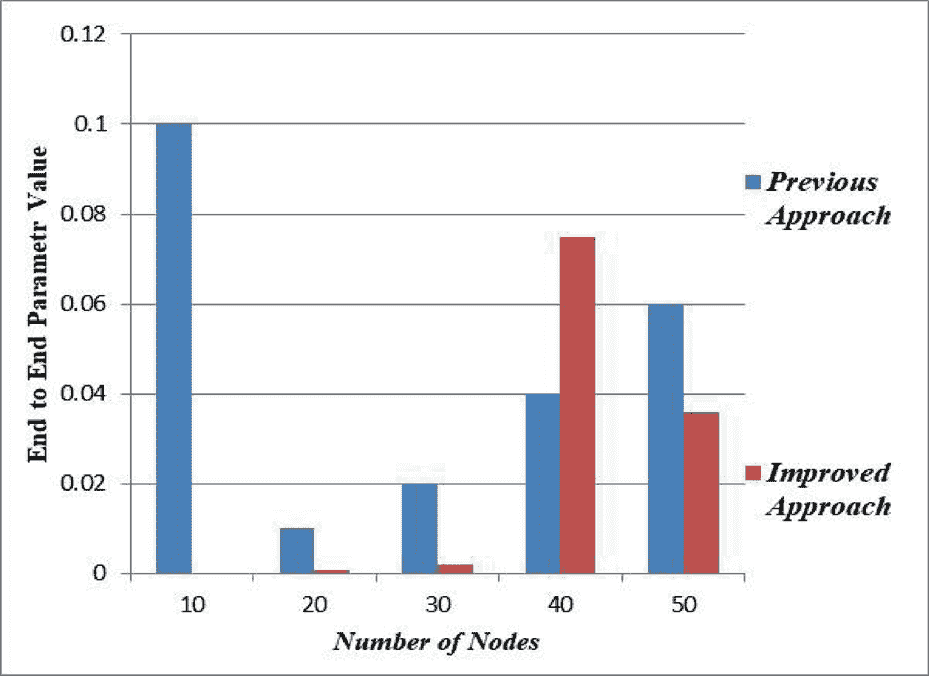 0.12
0.1
0.08
0.06
0.04
0.02
0
End to End Parametr Value
10 20 30 40 50
Number of Nodes
Previous
Approach
Improved
Approach